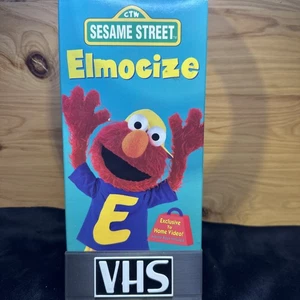 CTW
SESAME STREET
Elmocize
E
Exclusive
to
Home Video!
VHS